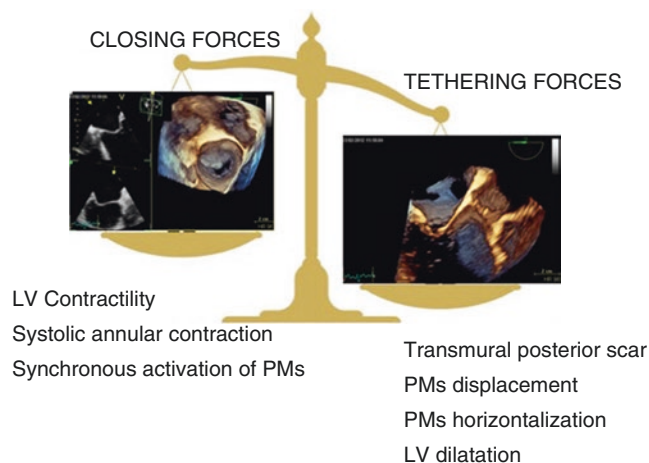 CLOSING FORCES
TETHERING FORCES
LV Contractility
Systolic annular contraction
Synchronous activation of PMs
Transmural posterior scar
PMs displacement
PMs horizontalization
LV dilatation